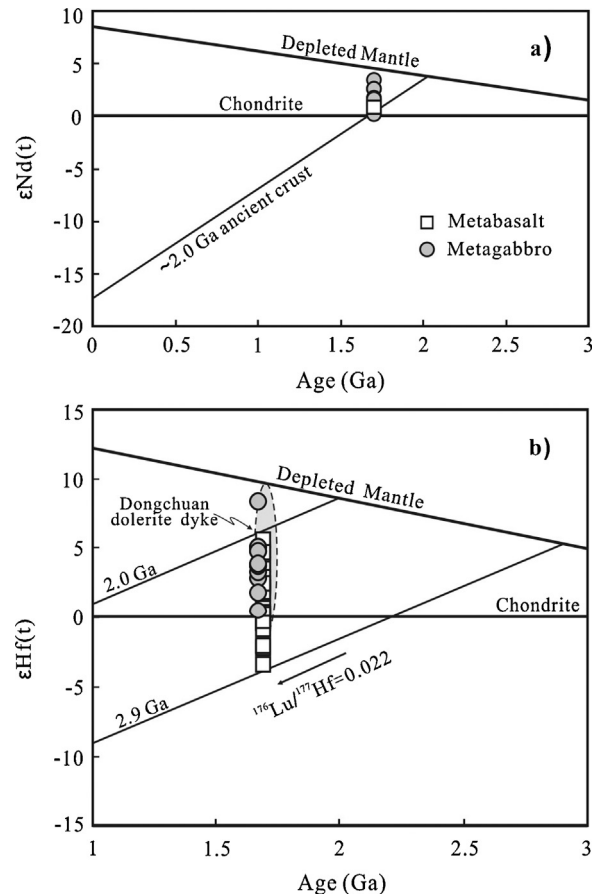 a)
10
5
0
-5
-10
-15
-20
εNd(t)
Depleted Mantle
Chondrite
~2.0 Ga ancient crust
Metabasalt
Metagabbro
0 0.5 1 1.5 2 2.5 3
Age (Ga)
b)
15
10
5
0
-5
-10
-15
εHf(t)
Depleted Mantle
Dongchuan
dolerite dyke
2.0 Ga
Chondrite
2.9 Ga
¹⁷⁶Lu/¹⁷⁷Hf=0.022
1 1.5 2 2.5 3
Age (Ga)